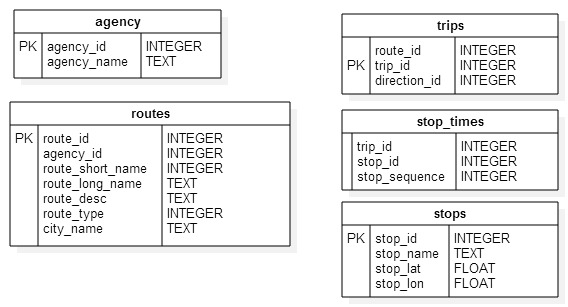 agency
PK agency_id INTEGER
agency_name TEXT
routes
PK route_id INTEGER
agency_id INTEGER
route_short_name INTEGER
route_long_name TEXT
route_desc TEXT
route_type INTEGER
city_name TEXT
trips
route_id INTEGER
PK trip_id INTEGER
direction_id INTEGER
stop_times
trip_id INTEGER
stop_id INTEGER
stop_sequence INTEGER
stops
PK stop_id INTEGER
stop_name TEXT
stop_lat FLOAT
stop_lon FLOAT